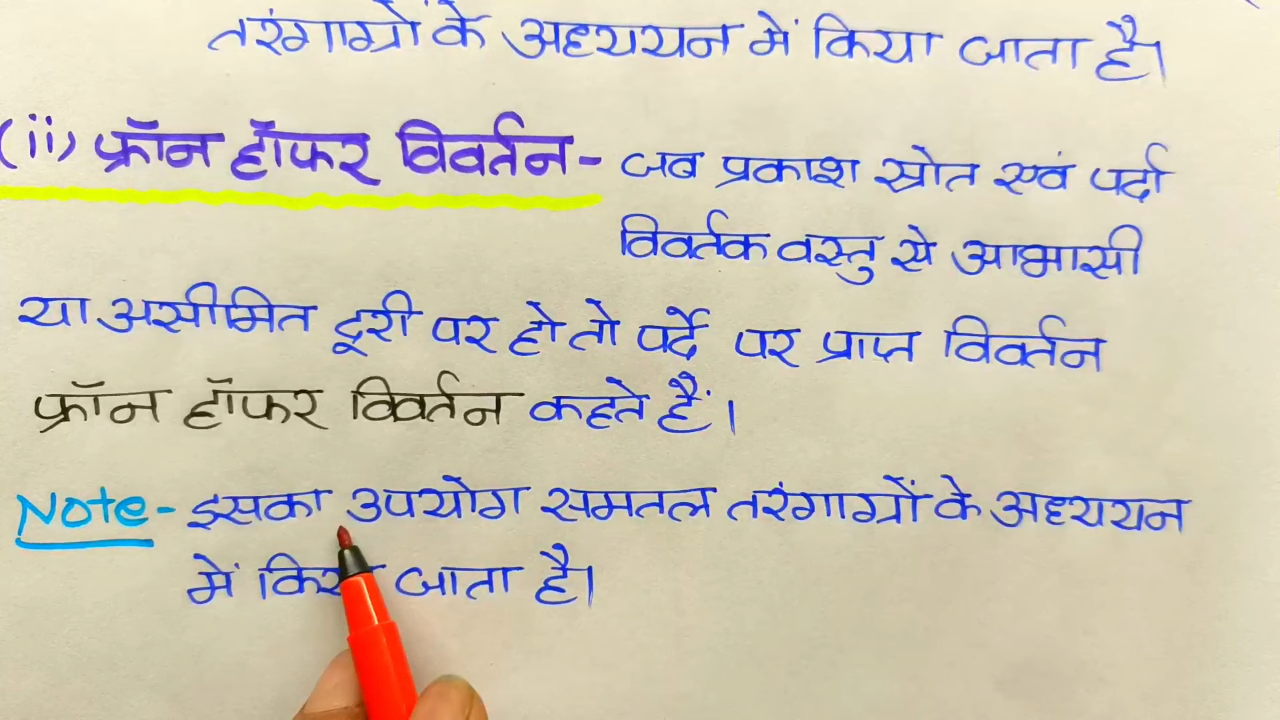 तरंगाग्रों के अध्ययन में किया जाता है।
(ii) फ्रॉन हॉफर विवर्तन - जब प्रकाश स्रोत एवं पर्दा
विवर्तक वस्तु से आभासी
या असीमित दूरी पर हो तो पर्दे पर प्राप्त विवर्तन
फ्रॉन हॉफर विवर्तन कहते हैं।
Note - इसका उपयोग समतल तरंगाग्रों के अध्ययन
में किया जाता है।